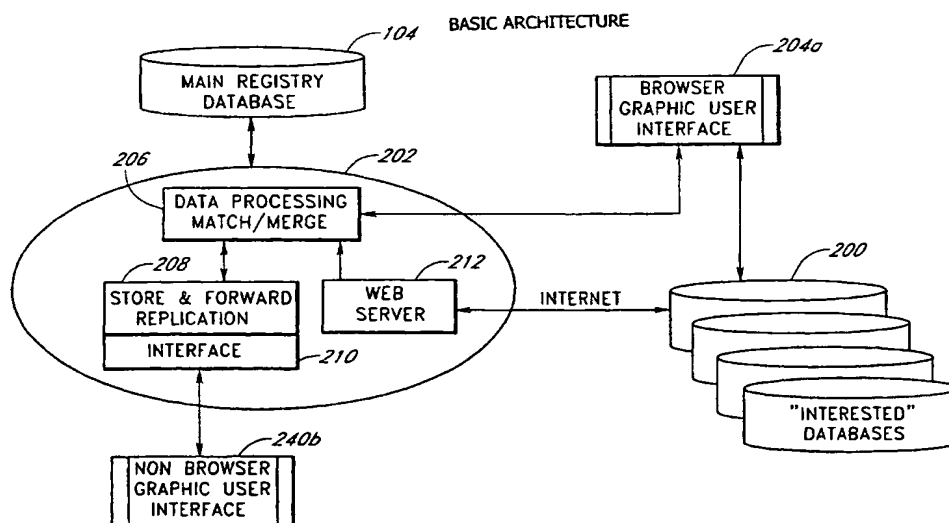 BASIC ARCHITECTURE
104
MAIN REGISTRY
DATABASE
204a
BROWSER
GRAPHIC USER
INTERFACE
202
206
DATA PROCESSING
MATCH/MERGE
208
STORE & FORWARD
REPLICATION
INTERFACE
210
212
WEB
SERVER
INTERNET
200
"INTERESTED"
DATABASES
240b
NON BROWSER
GRAPHIC USER
INTERFACE